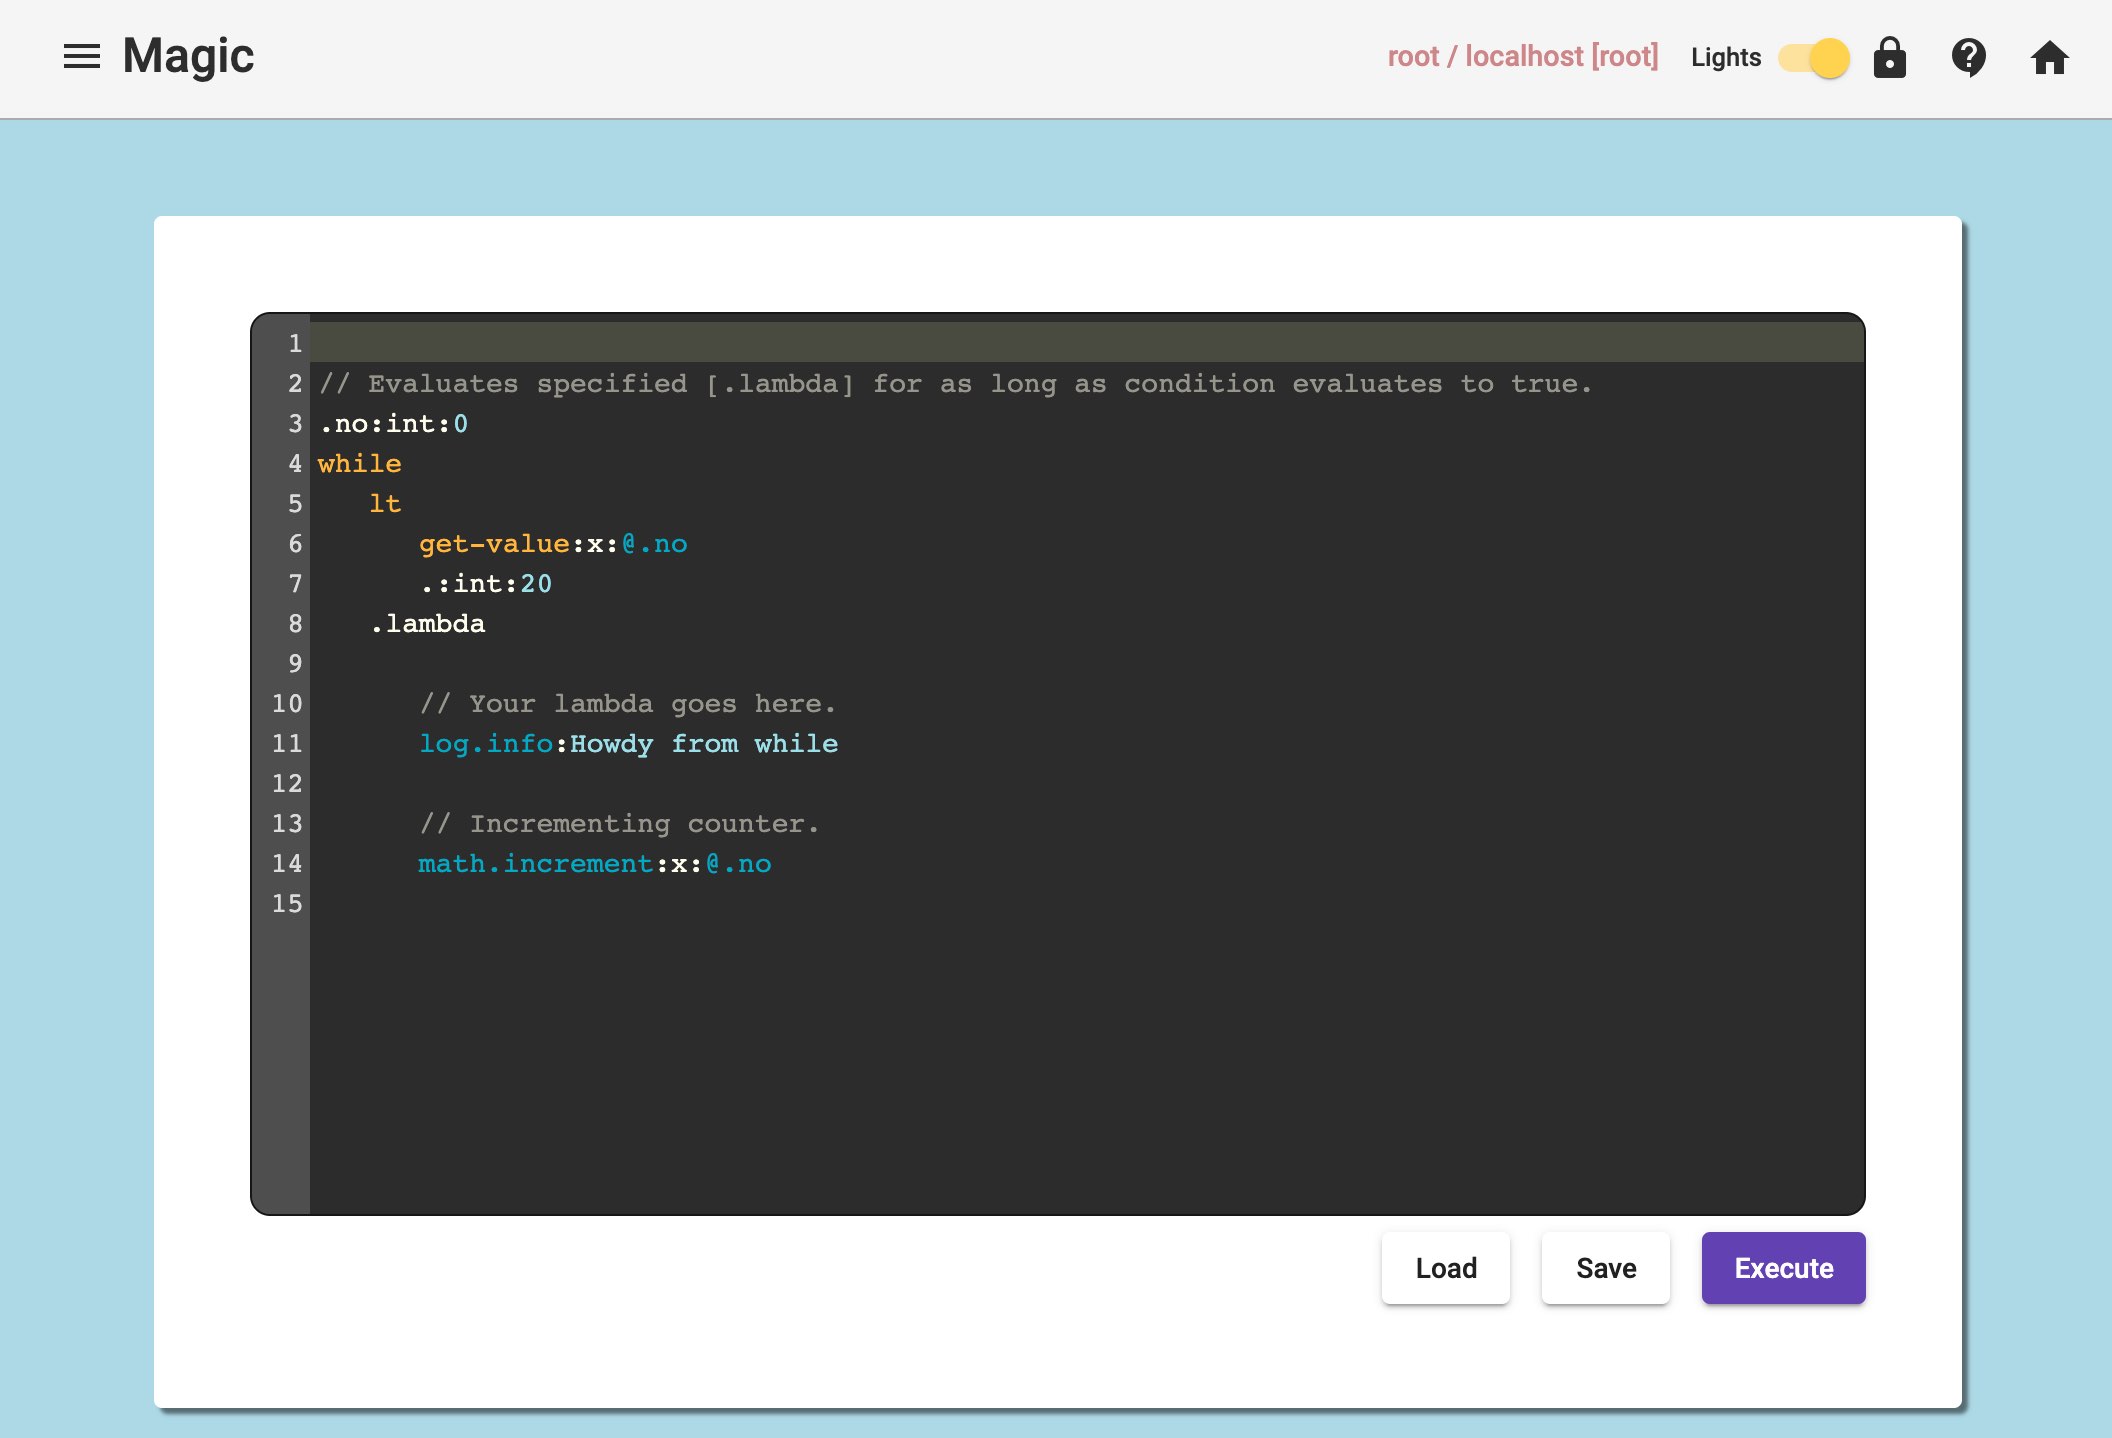 Magic
root / localhost [root] Lights
1
2 // Evaluates specified [.lambda] for as long as condition evaluates to true.
3 .no:int:0
4 while
5    lt
6       get-value:x:@.no
7       .:int:20
8    .lambda
9
10       // Your lambda goes here.
11       log.info:Howdy from while
12
13       // Incrementing counter.
14       math.increment:x:@.no
15
Load Save Execute